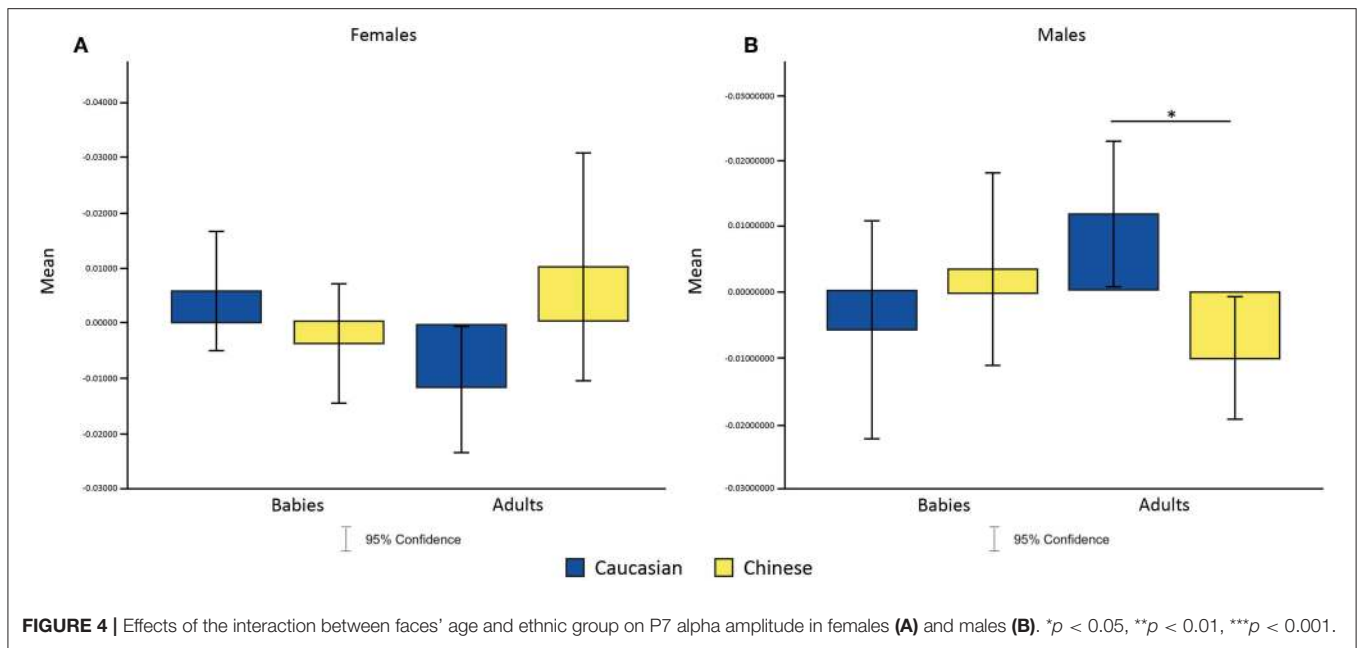 A
Females
-0.04000
-0.03000
-0.02000
-0.01000
0.00000
-0.01000
-0.02000
-0.03000
Mean
Babies
Adults
95% Confidence
B
Males
*
-0.03000000
-0.02000000
-0.01000000
0.00000000
-0.01000000
-0.02000000
-0.03000000
Mean
Babies
Adults
95% Confidence
Caucasian
Chinese
FIGURE 4 | Effects of the interaction between faces' age and ethnic group on P7 alpha amplitude in females (A) and males (B). *p < 0.05, **p < 0.01, ***p < 0.001.